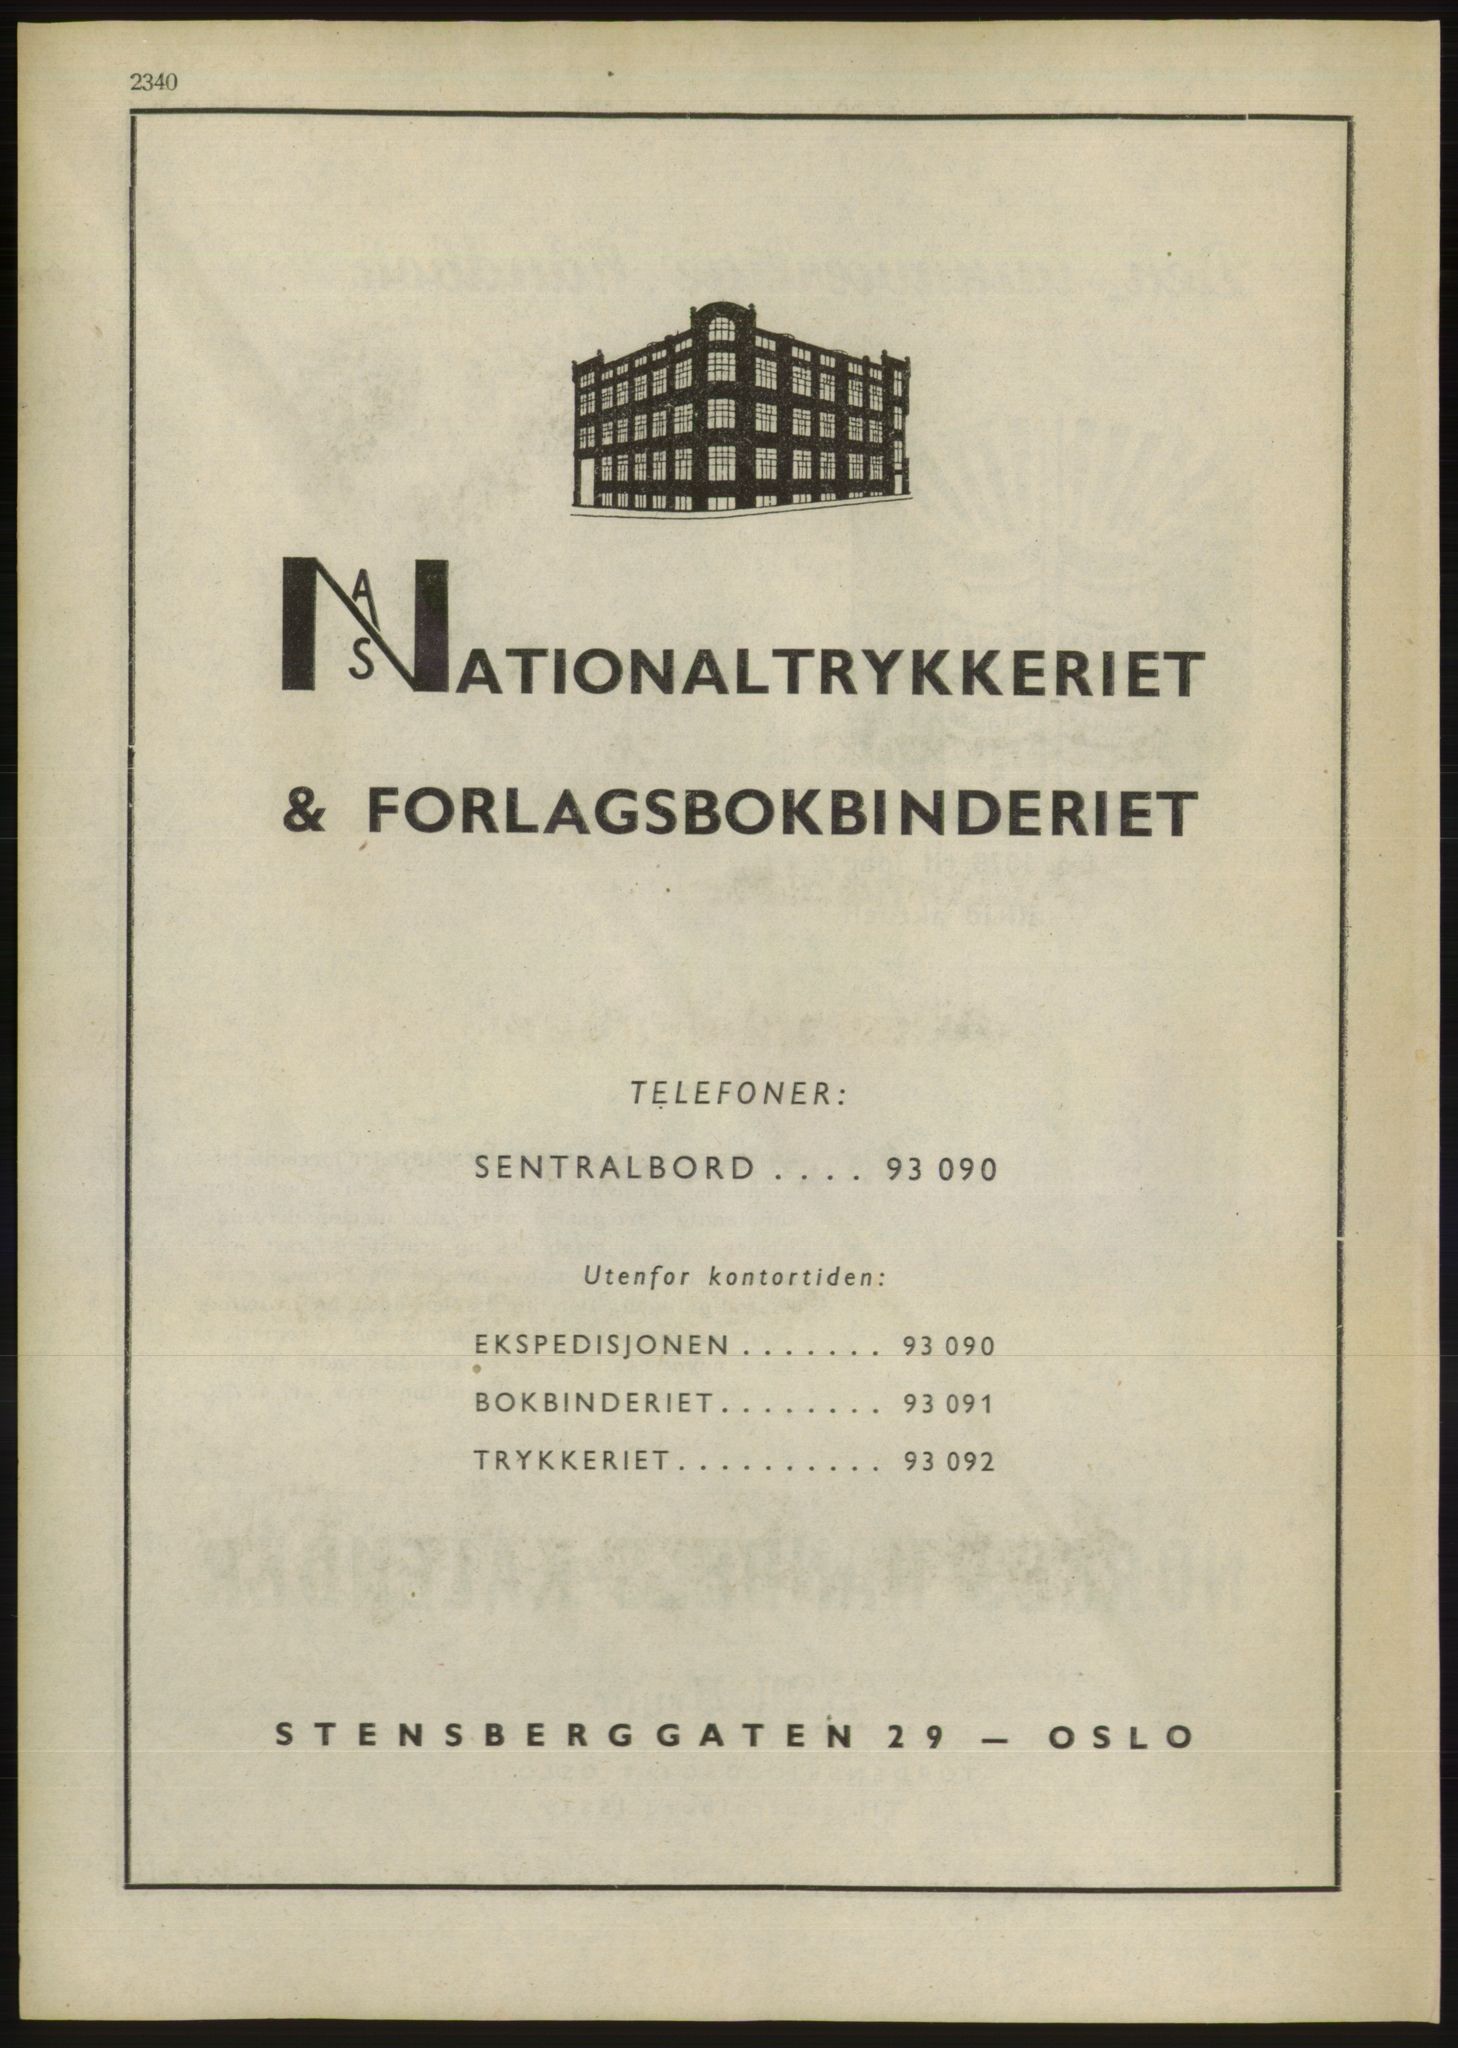 2340
A
S
NATIONALTRYKKERIET
& FORLAGSBOKBINDERIET
TELEFONER:
SENTRALBORD .... 93 090
Utenfor kontortiden:
EKSPEDISJONEN ....... 93 090
BOKBINDERIET........ 93 091
TRYKKERIET.......... 93 092
STENSBERGGATEN 29 — OSLO